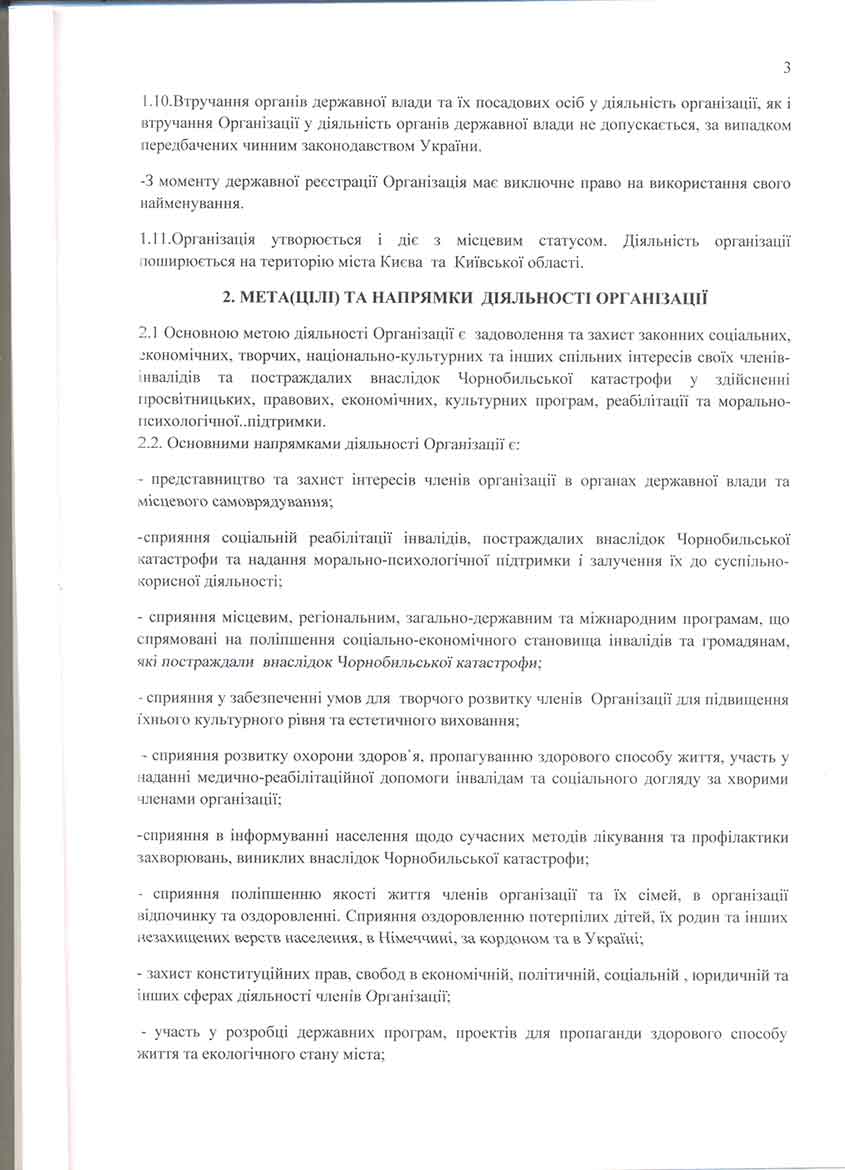 3
1.10.Втручання органів державної влади та їх посадових осіб у діяльність організації, як і
втручання Організації у діяльність органів державної влади не допускається, за випадком
передбачених чинним законодавством України.
-З моменту державної реєстрації Організація має виключне право на використання свого
найменування.
1.11.Організація утворюється і діє з місцевим статусом. Діяльність організації
поширюється на територію міста Києва та Київської області.
2. МЕТА(ЦІЛІ) ТА НАПРЯМКИ ДІЯЛЬНОСТІ ОРГАНІЗАЦІЇ
2.1 Основною метою діяльності Організації є задоволення та захист законних соціальних,
економічних, творчих, національно-культурних та інших спільних інтересів своїх членів-
інвалідів та постраждалих внаслідок Чорнобильської катастрофи у здійсненні
просвітницьких, правових, економічних, культурних програм, реабілітації та морально-
психологічної..підтримки.
2.2. Основними напрямками діяльності Організації є:
- представництво та захист інтересів членів організації в органах державної влади та
місцевого самоврядування;
-сприяння соціальній реабілітації інвалідів, постраждалих внаслідок Чорнобильської
катастрофи та надання морально-психологічної підтримки і залучення їх до суспільно-
корисної діяльності;
- сприяння місцевим, регіональним, загально-державним та міжнародним програмам, що
спрямовані на поліпшення соціально-економічного становища інвалідів та громадянам,
які постраждали внаслідок Чорнобильської катастрофи;
- сприяння у забезпеченні умов для творчого розвитку членів Організації для підвищення
їхнього культурного рівня та естетичного виховання;
- сприяння розвитку охорони здоров'я, пропагуванню здорового способу життя, участь у
наданні медично-реабілітаційної допомоги інвалідам та соціального догляду за хворими
членами організації;
-сприяння в інформуванні населення щодо сучасних методів лікування та профілактики
захворювань, виниклих внаслідок Чорнобильської катастрофи;
- сприяння поліпшенню якості життя членів організації та їх сімей, в організації
відпочинку та оздоровленні. Сприяння оздоровленню потерпілих дітей, їх родин та інших
незахищених верств населення, в Німеччині, за кордоном та в Україні;
- захист конституційних прав, свобод в економічній, політичній, соціальній , юридичній та
інших сферах діяльності членів Організації;
- участь у розробці державних програм, проектів для пропаганди здорового способу
життя та екологічного стану міста;